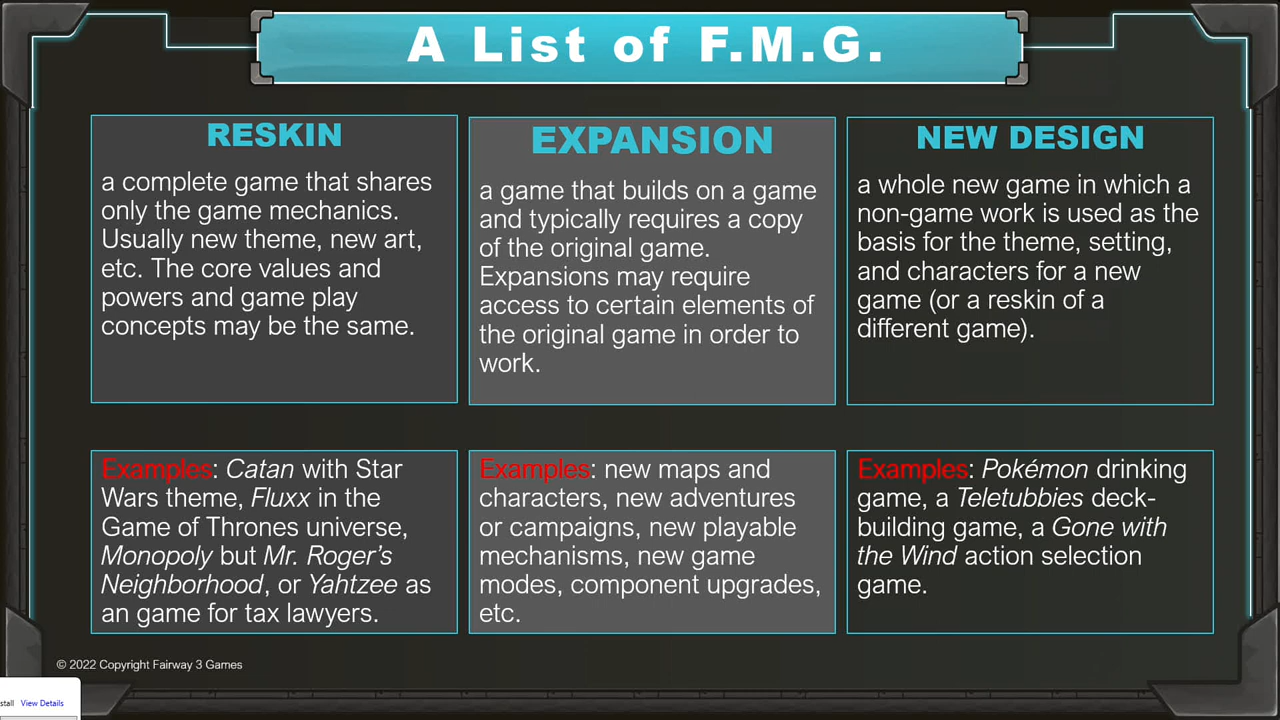 A List of F.M.G.
RESKIN
a complete game that shares
only the game mechanics.
Usually new theme, new art,
etc. The core values and
powers and game play
concepts may be the same.
EXPANSION
a game that builds on a game
and typically requires a copy
of the original game.
Expansions may require
access to certain elements of
the original game in order to
work.
NEW DESIGN
a whole new game in which a
non-game work is used as the
basis for the theme, setting,
and characters for a new
game (or a reskin of a
different game).
Examples: Catan with Star
Wars theme, Fluxx in the
Game of Thrones universe,
Monopoly but Mr. Roger's
Neighborhood, or Yahtzee as
an game for tax lawyers.
Examples: new maps and
characters, new adventures
or campaigns, new playable
mechanisms, new game
modes, component upgrades,
etc.
Examples: Pokémon drinking
game, a Teletubbies deck-
building game, a Gone with
the Wind action selection
game.
© 2022 Copyright Fairway 3 Games
stall View Details